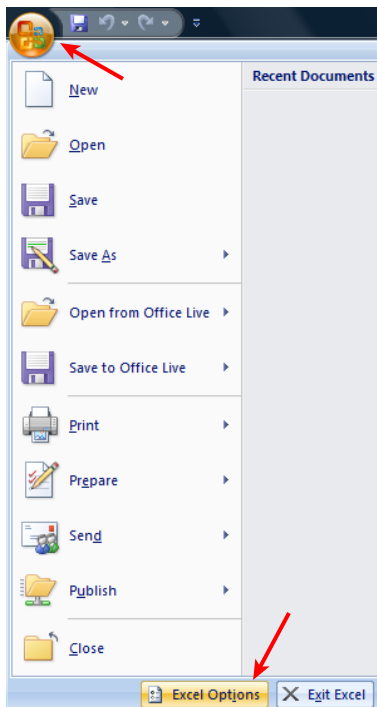 Recent Documents
New
Open
Save
Save As
Open from Office Live
Save to Office Live
Print
Prepare
Send
Publish
Close
Excel Options
Exit Excel